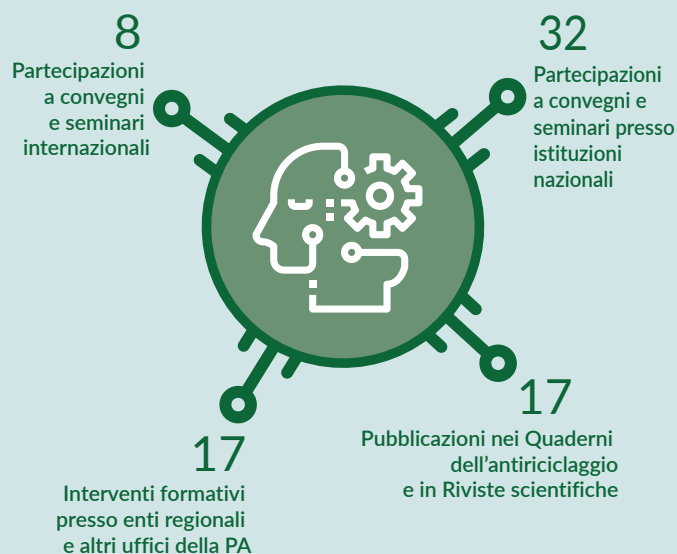 8
Partecipazioni
a convegni
e seminari
internazionali
32
Partecipazioni
a convegni e
seminari presso
istituzioni
nazionali
17
Interventi formativi
presso enti regionali
e altri uffici della PA
17
Pubblicazioni nei Quaderni
dell’antiriciclaggio
e in Riviste scientifiche